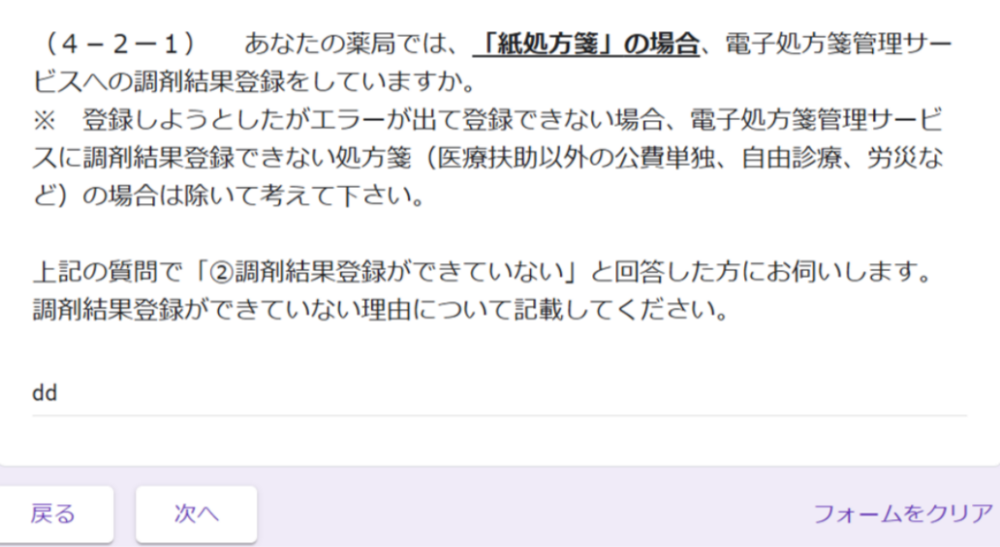 （４－２－１）　あなたの薬局では、「紙処方箋」の場合、電子処方箋管理サー
ビスへの調剤結果登録をしていますか。
※　登録しようとしたがエラーが出て登録できない場合、電子処方箋管理サービ
スに調剤結果登録できない処方箋（医療扶助以外の公費単独、自由診療、労災な
ど）の場合は除いて考えて下さい。
上記の質問で「②調剤結果登録ができていない」と回答した方にお伺いします。
調剤結果登録ができていない理由について記載してください。
dd
戻る
次へ
フォームをクリア